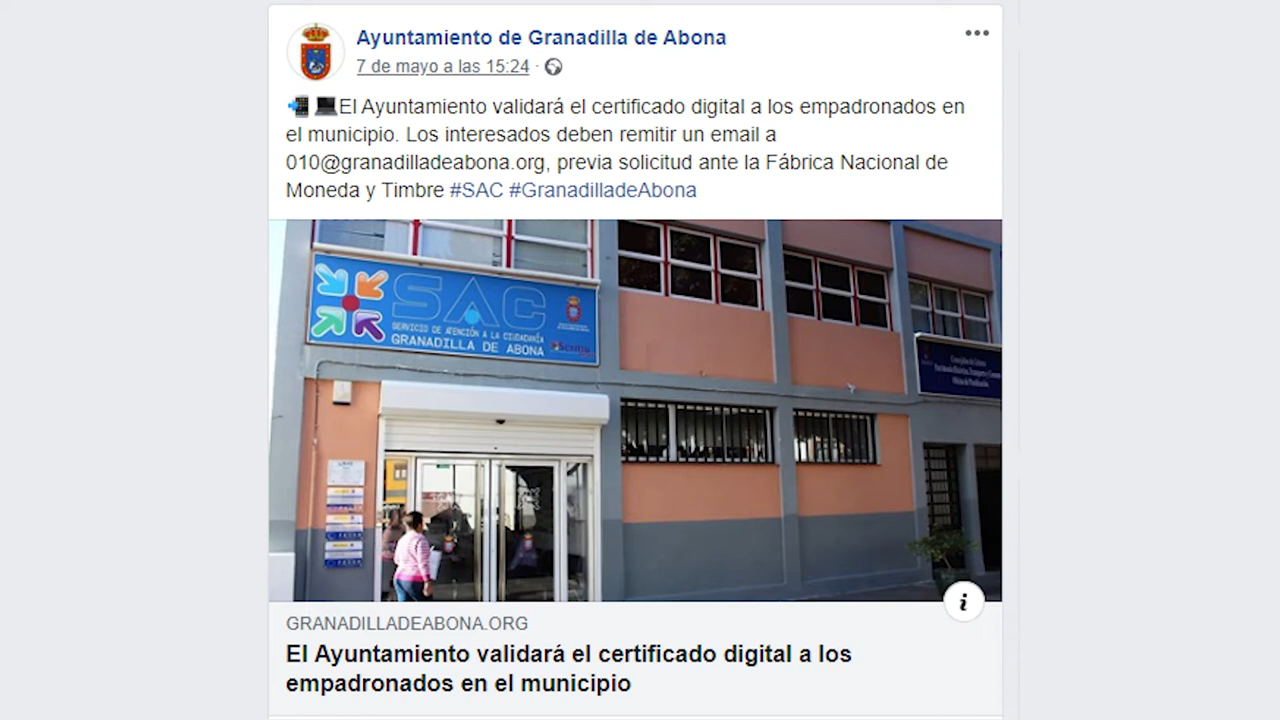 Ayuntamiento de Granadilla de Abona
7 de mayo a las 15:24 ·
El Ayuntamiento validará el certificado digital a los empadronados en
el municipio. Los interesados deben remitir un email a
010@granadilladeabona.org, previa solicitud ante la Fábrica Nacional de
Moneda y Timbre #SAC #GranadilladeAbona
SAC
SERVICIO DE ATENCIÓN A LA CIUDADANÍA
GRANADILLA DE ABONA
GRANADILLADEABONA.ORG
El Ayuntamiento validará el certificado digital a los
empadronados en el municipio